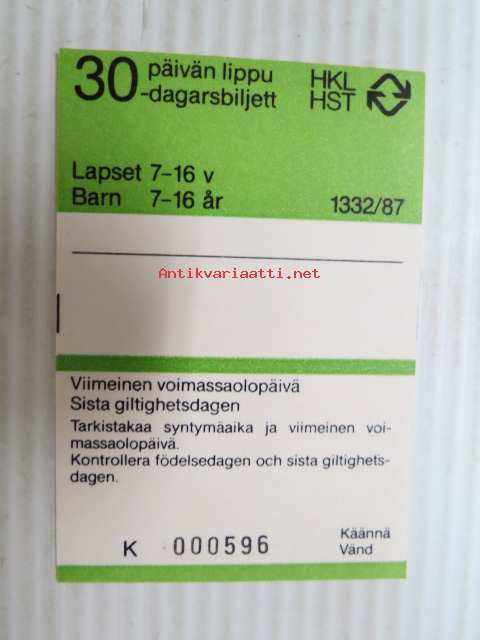 30 päivän lippu
-dagarsbiljett
HKL
HST
Lapset 7-16 v
Barn 7-16 år
1332/87
Antikvariaatti.net
Viimeinen voimassaolopäivä
Sista giltighetsdagen
Tarkistakaa syntymäaika ja viimeinen voi-
massaolopäivä.
Kontrollera födelsedagen och sista giltighets-
dagen.
K 000596
Käännä
Vänd